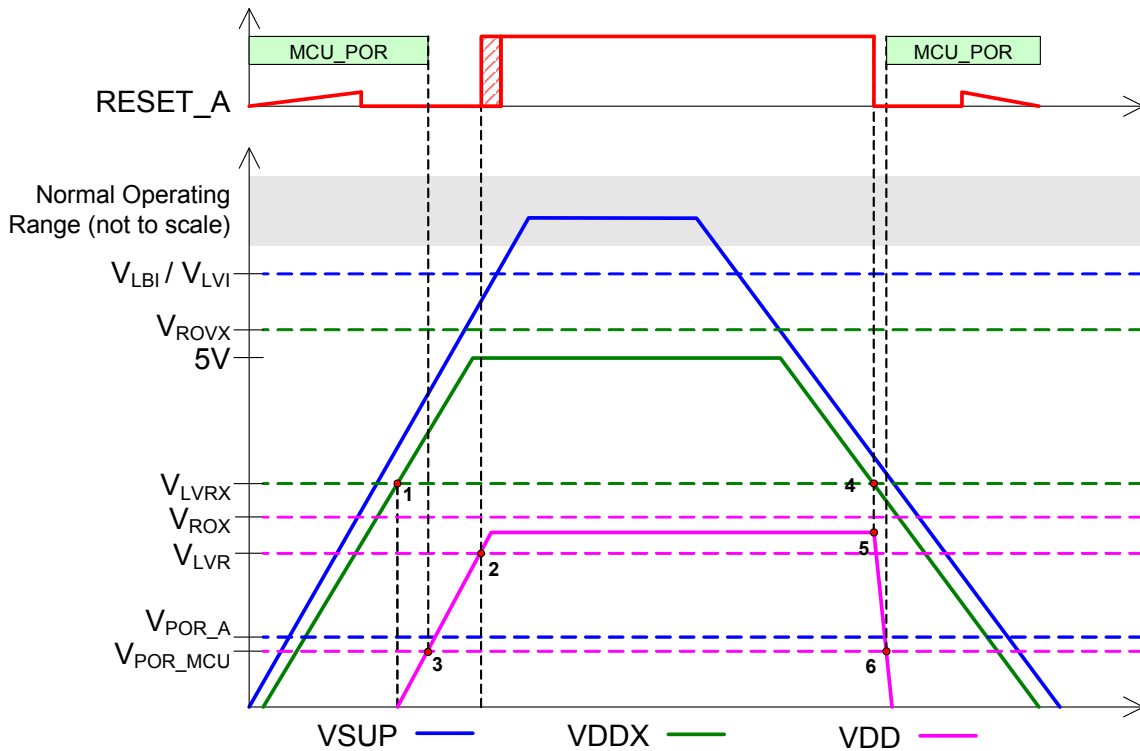 MCU_POR
MCU_POR
RESET_A
Normal Operating
Range (not to scale)
VLBI / VLVI
VROVX
5V
VLVRX
1
4
VROX
5
VLVR
2
VPOR_A
VPOR_MCU
3
6
VSUP
VDDX
VDD